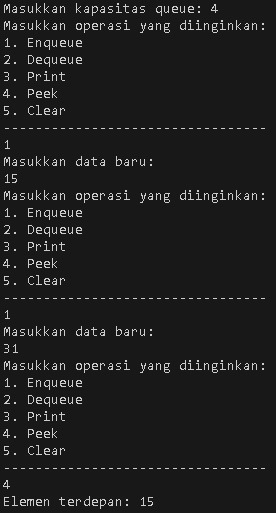 Masukkan kapasitas queue: 4
Masukkan operasi yang diinginkan:
1. Enqueue
2. Dequeue
3. Print
4. Peek
5. Clear
--------------------------------
1
Masukkan data baru:
15
Masukkan operasi yang diinginkan:
1. Enqueue
2. Dequeue
3. Print
4. Peek
5. Clear
--------------------------------
1
Masukkan data baru:
31
Masukkan operasi yang diinginkan:
1. Enqueue
2. Dequeue
3. Print
4. Peek
5. Clear
--------------------------------
4
Elemen terdepan: 15